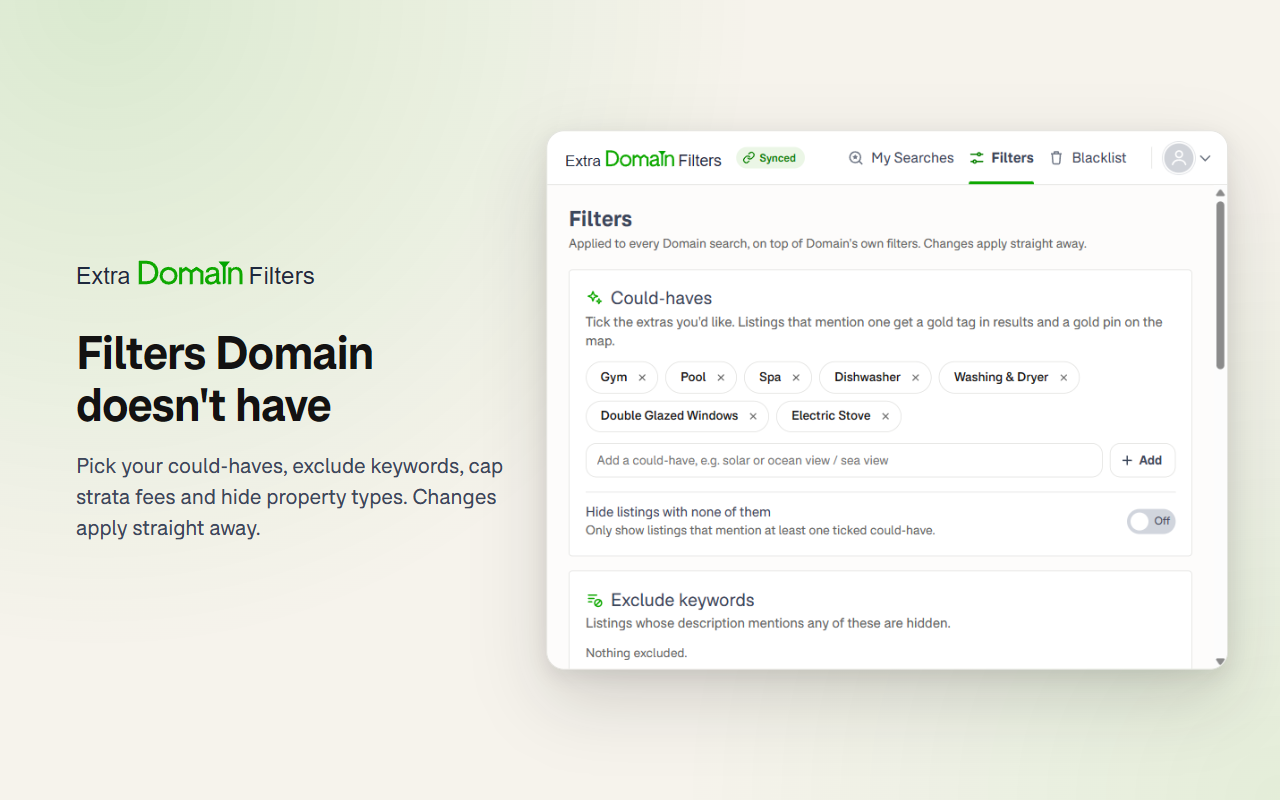 Extra Domain Filters
Filters Domain
doesn't have
Pick your could-haves, exclude keywords, cap
strata fees and hide property types. Changes
apply straight away.
Extra Domain Filters
Synced
My Searches
Filters
Blacklist
Filters
Applied to every Domain search, on top of Domain's own filters. Changes apply straight away.
Could-haves
Tick the extras you'd like. Listings that mention one get a gold tag in results and a gold pin on the
map.
Gym × Pool × Spa × Dishwasher × Washing & Dryer ×
Double Glazed Windows × Electric Stove ×
Add a could-have, e.g. solar or ocean view / sea view
+ Add
Hide listings with none of them
Only show listings that mention at least one ticked could-have.
Off
Exclude keywords
Listings whose description mentions any of these are hidden.
Nothing excluded.